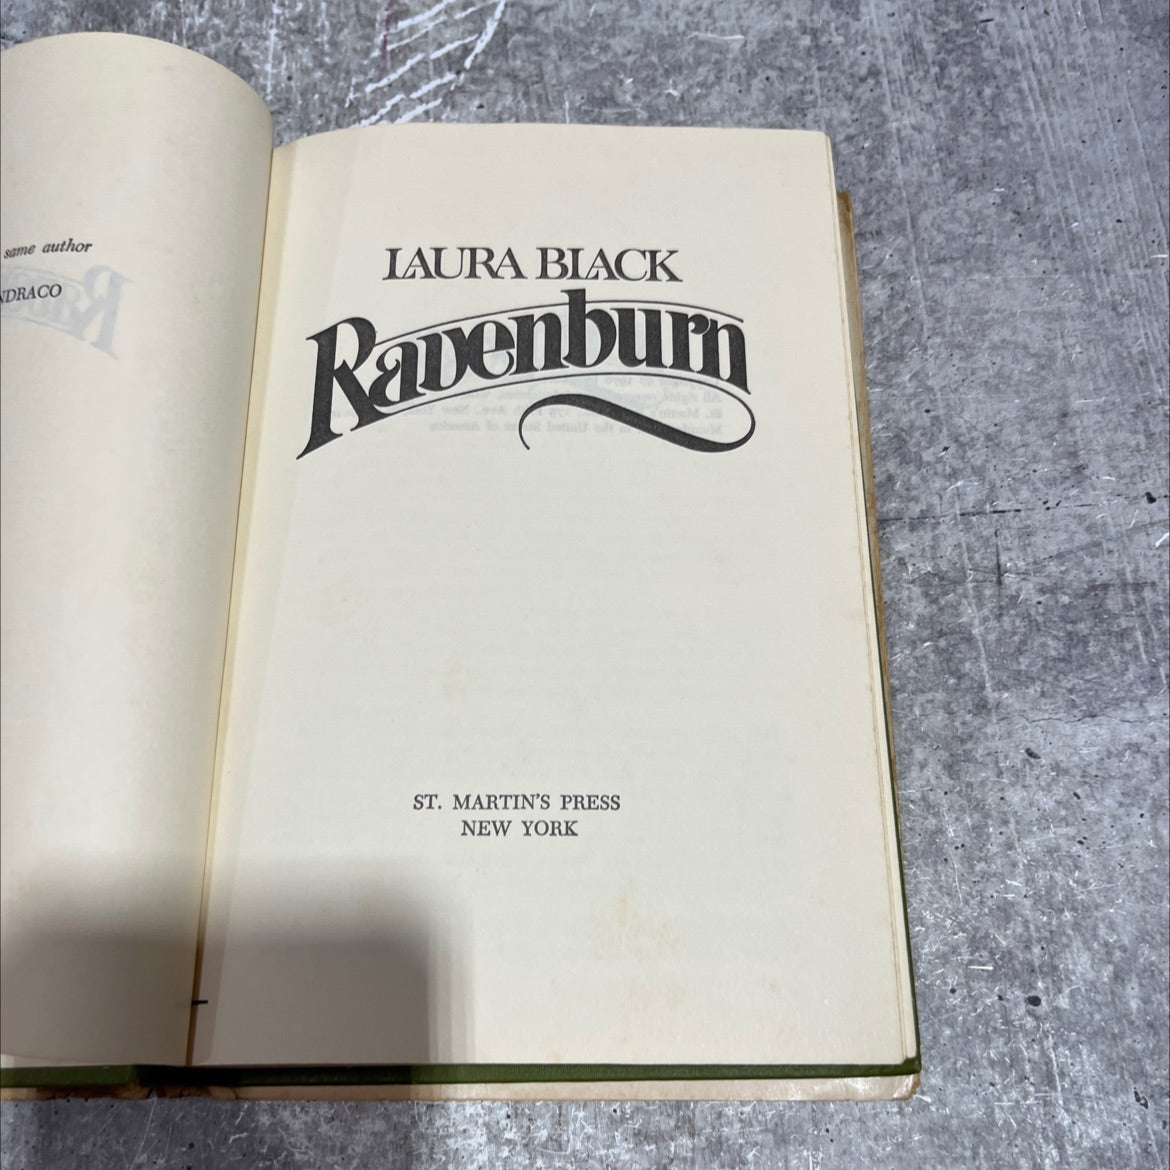 same author
NDRACO
LAURA BLACK
Ravenburn
ST. MARTIN'S PRESS
NEW YORK